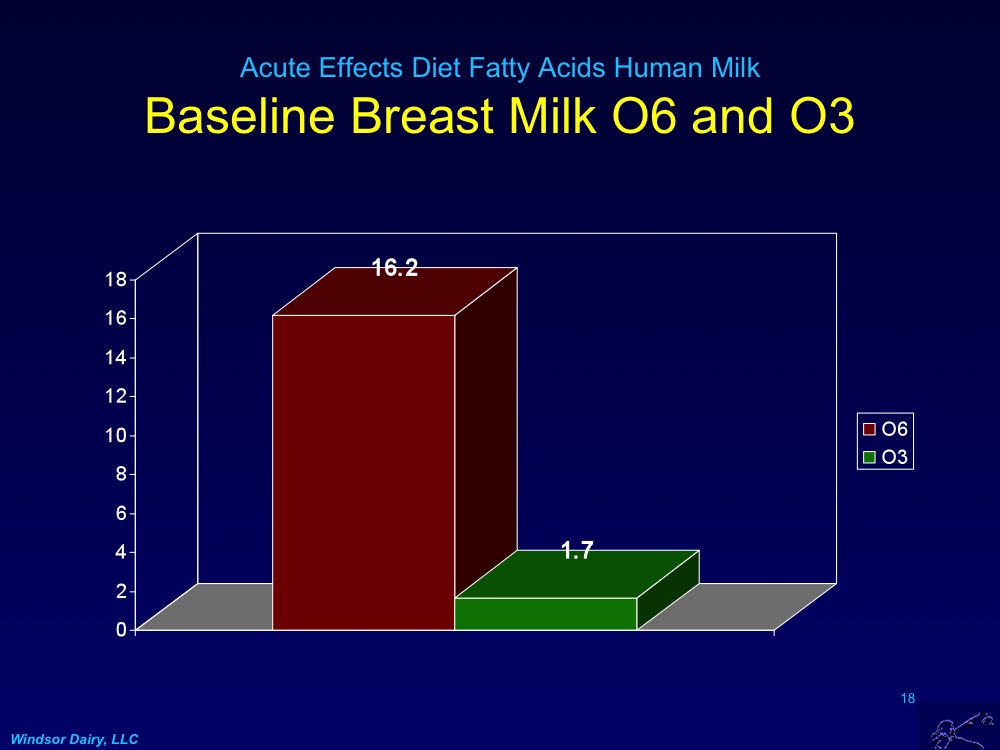 Acute Effects Diet Fatty Acids Human Milk
Baseline Breast Milk O6 and O3
16.2
18
16
14
12
10
8
6
4
2
0
1.7
O6
O3
18
Windsor Dairy, LLC